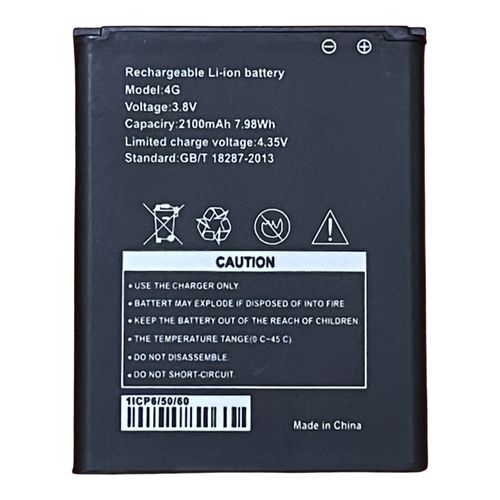 Rechargeable Li-ion battery
Model:4G
Voltage:3.8V
Capaciry:2100mAh 7.98Wh
Limited charge voltage:4.35V
Standard:GB/T 18287-2013
CAUTION
• USE THE CHARGER ONLY.
• BATTERY MAY EXPLODE IF DISPOSED OF INTO FIRE.
• KEEP THE BATTERY OUT OF THE REACH OF CHILDREN
• THE TEMPERATURE TANGE(0 C~45 C)
• DO NOT DISASSEMBLE.
• DO NOT SHORT-CIRCUIT.
1ICP6/50/60
Made in China.